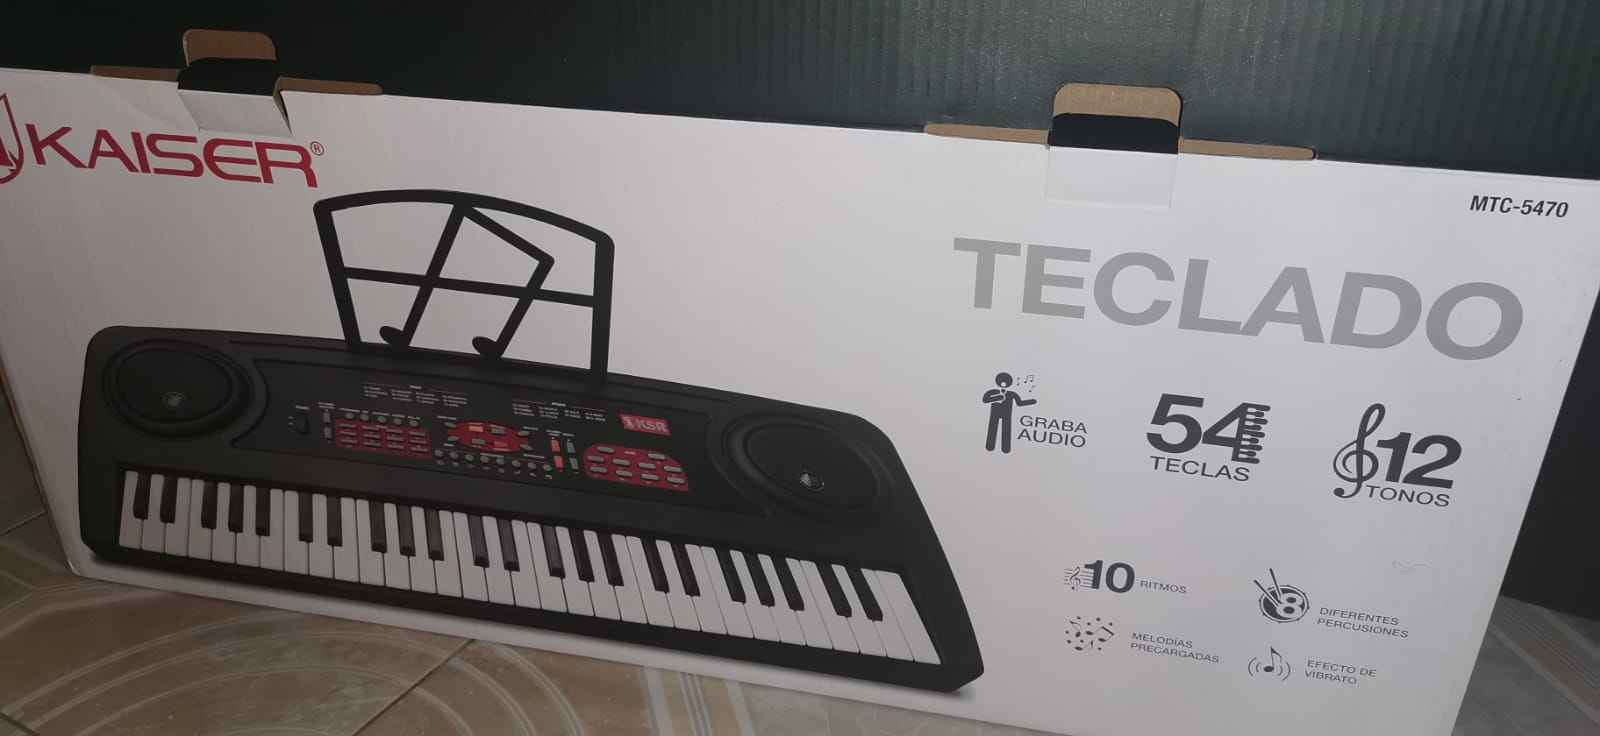 KAISER®
MTC-5470
TECLADO
GRABA
AUDIO
54
TECLAS
12
TONOS
KSR
10 RITMOS
8 DIFERENTES
PERCUSIONES
MELODÍAS
PRECARGADAS
EFECTO DE
VIBRATO